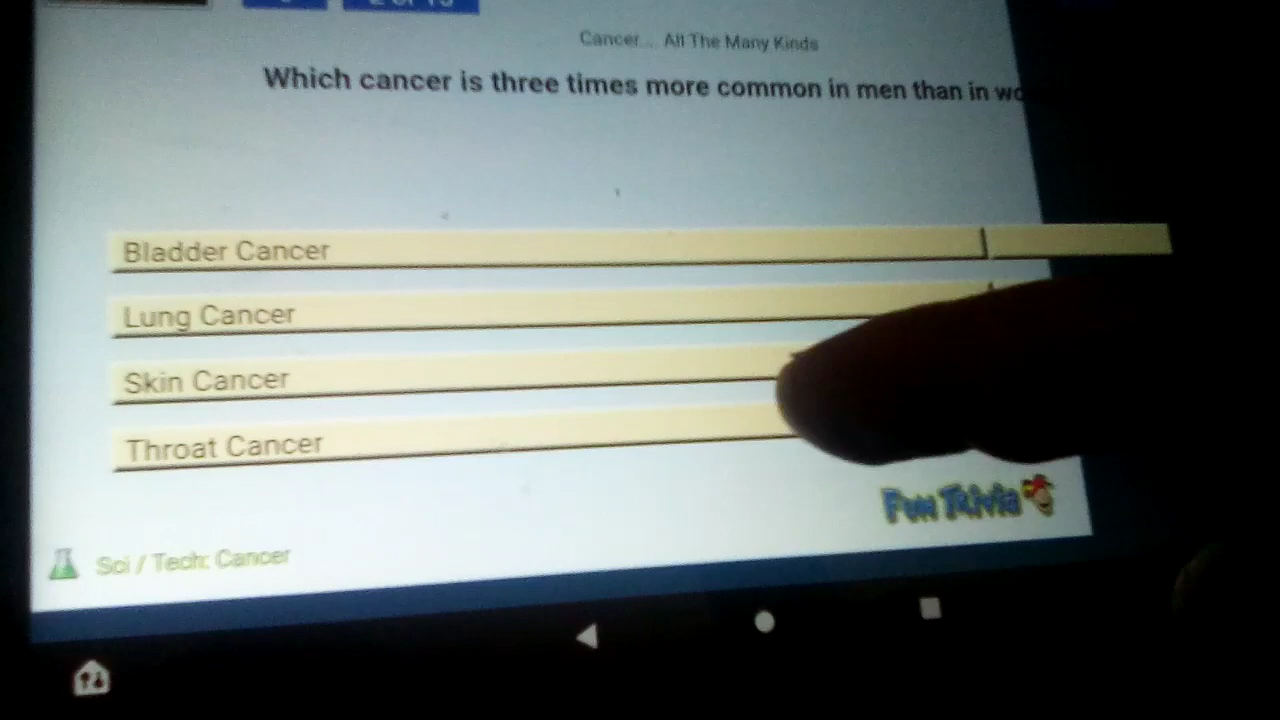 Cancer... All The Many Kinds
Which cancer is three times more common in men than in wo
Bladder Cancer
Lung Cancer
Skin Cancer
Throat Cancer
Fun Trivia
Sci / Tech: Cancer